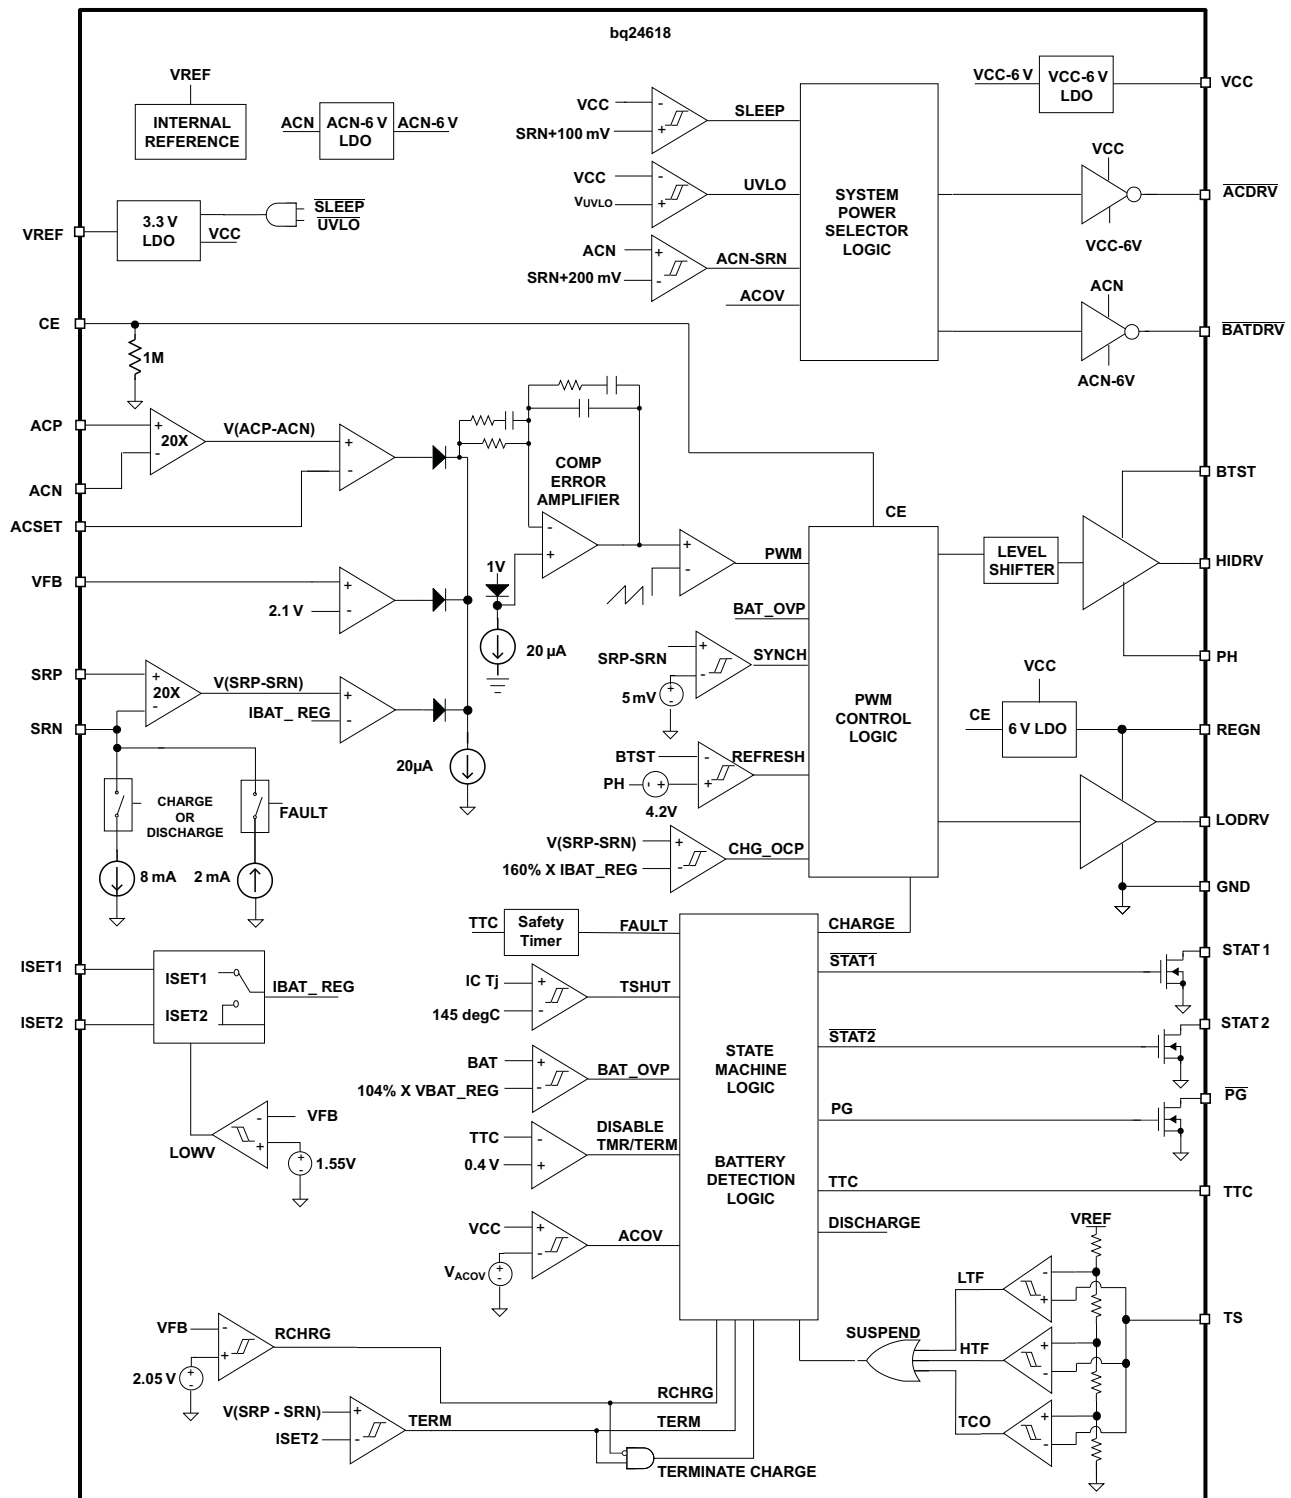 bq24618
VREF
INTERNAL
REFERENCE
ACN
ACN-6 V
LDO
ACN-6 V
VREF
3.3 V
LDO
VCC
SLEEP
UVLO
VCC
SRN+100 mV
SLEEP
VCC
VUVLO
UVLO
ACN
SRN+200 mV
ACN-SRN
ACOV
SYSTEM
POWER
SELECTOR
LOGIC
VCC-6 V
VCC-6 V
LDO
VCC
VCC
VCC-6V
ACDRV
ACN
ACN-6V
BATDRV
CE
1M
ACP
ACN
ACSET
20X
V(ACP-ACN)
COMP
ERROR
AMPLIFIER
VFB
2.1 V
1V
20 µA
SRP
SRN
20X
V(SRP-SRN)
IBAT_ REG
20µA
CHARGE
OR
DISCHARGE
FAULT
8 mA
2 mA
CE
PWM
BAT_OVP
SRP-SRN
SYNCH
5 mV
BTST
PH
4.2V
REFRESH
V(SRP-SRN)
160% X IBAT_REG
CHG_OCP
PWM
CONTROL
LOGIC
LEVEL
SHIFTER
BTST
HIDRV
PH
VCC
CE
6 V LDO
REGN
LODRV
GND
ISET1
ISET2
ISET1
ISET2
IBAT_ REG
LOWV
VFB
1.55V
TTC
Safety
Timer
FAULT
IC Tj
145 degC
TSHUT
BAT
104% X VBAT_REG
BAT_OVP
TTC
0.4 V
DISABLE
TMR/TERM
VCC
VACOV
ACOV
STATE
MACHINE
LOGIC
BATTERY
DETECTION
LOGIC
CHARGE
STAT1
STAT 1
STAT2
STAT 2
PG
PG
TTC
TTC
DISCHARGE
VREF
LTF
SUSPEND
HTF
TCO
TS
VFB
2.05 V
RCHRG
RCHRG
V(SRP - SRN)
ISET2
TERM
TERM
TERMINATE CHARGE